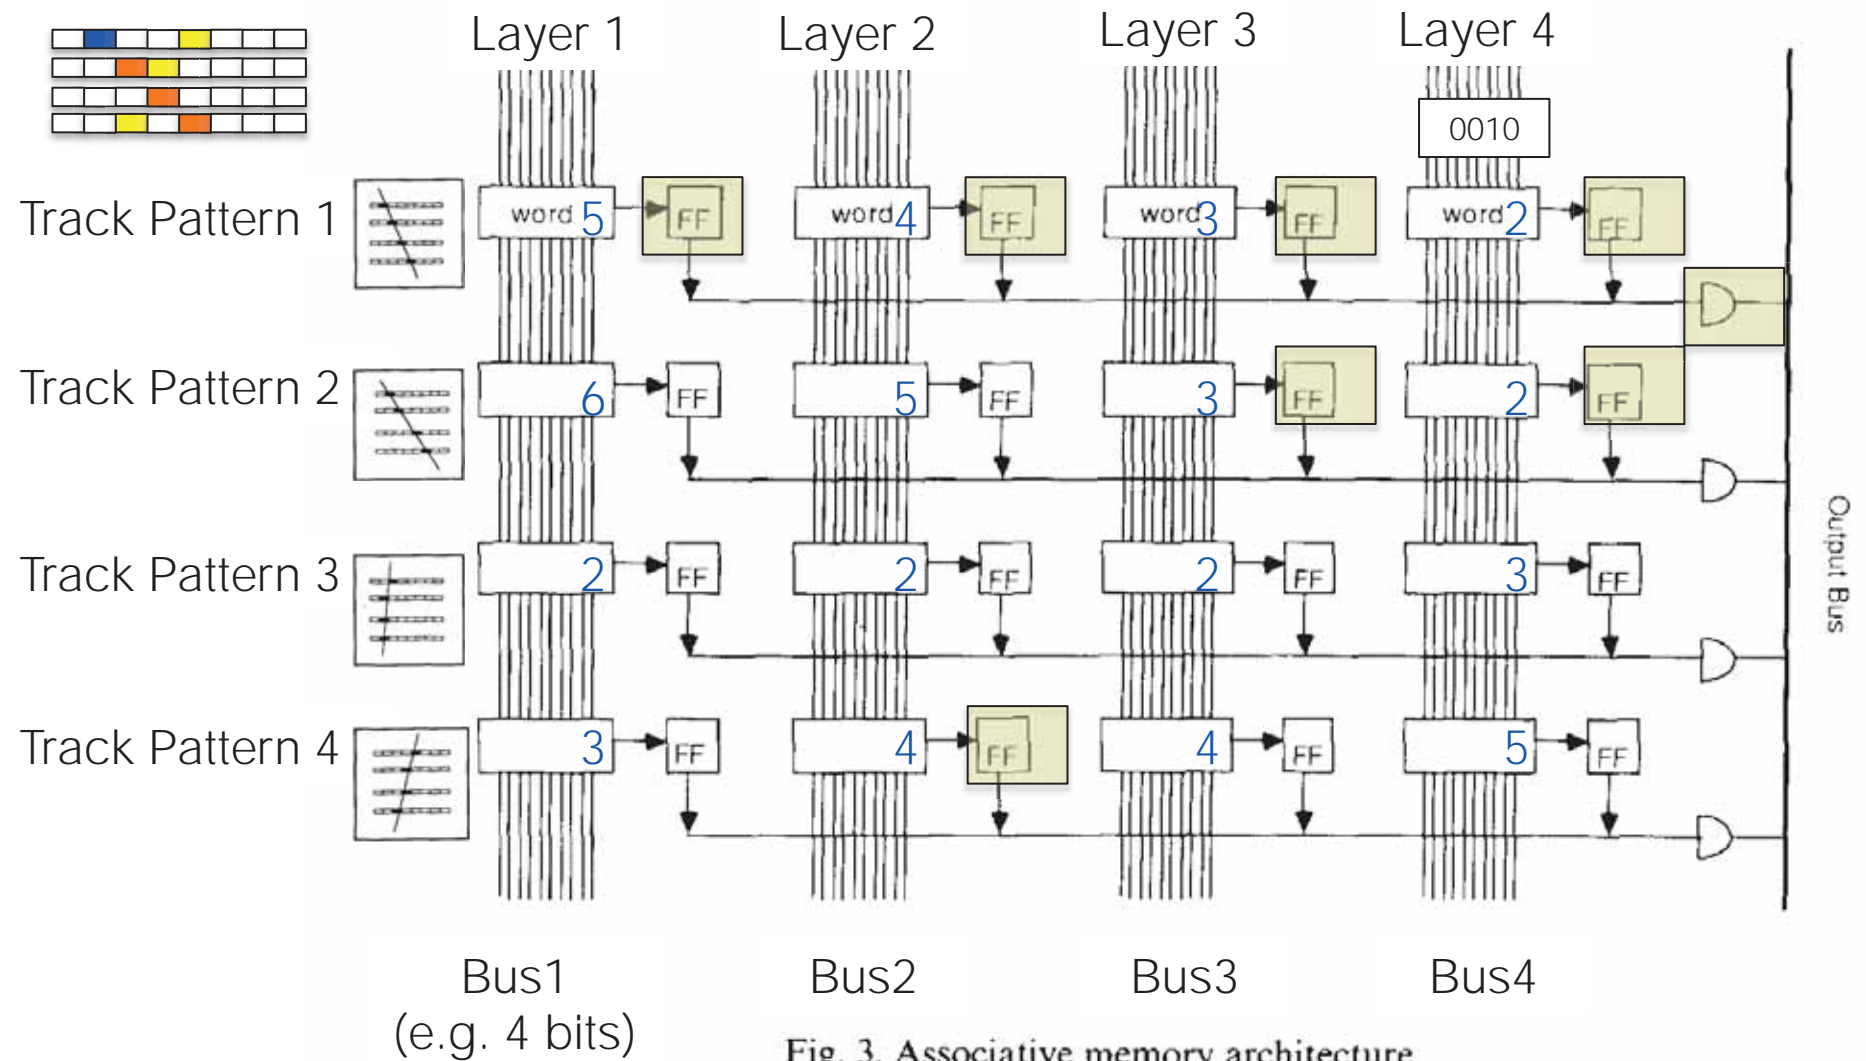 Layer 1 Layer 2 Layer 3 Layer 4
0010
Track Pattern 1 word 5 FF word 4 FF word 3 FF word 2 FF
Track Pattern 2 6 FF 5 FF 3 FF 2 FF
Output Bus
Track Pattern 3 2 FF 2 FF 2 FF 3 FF
Track Pattern 4 3 FF 4 FF 4 FF 5 FF
Bus1 Bus2 Bus3 Bus4
(e.g. 4 bits)
Fig. 3. Associative memory architecture